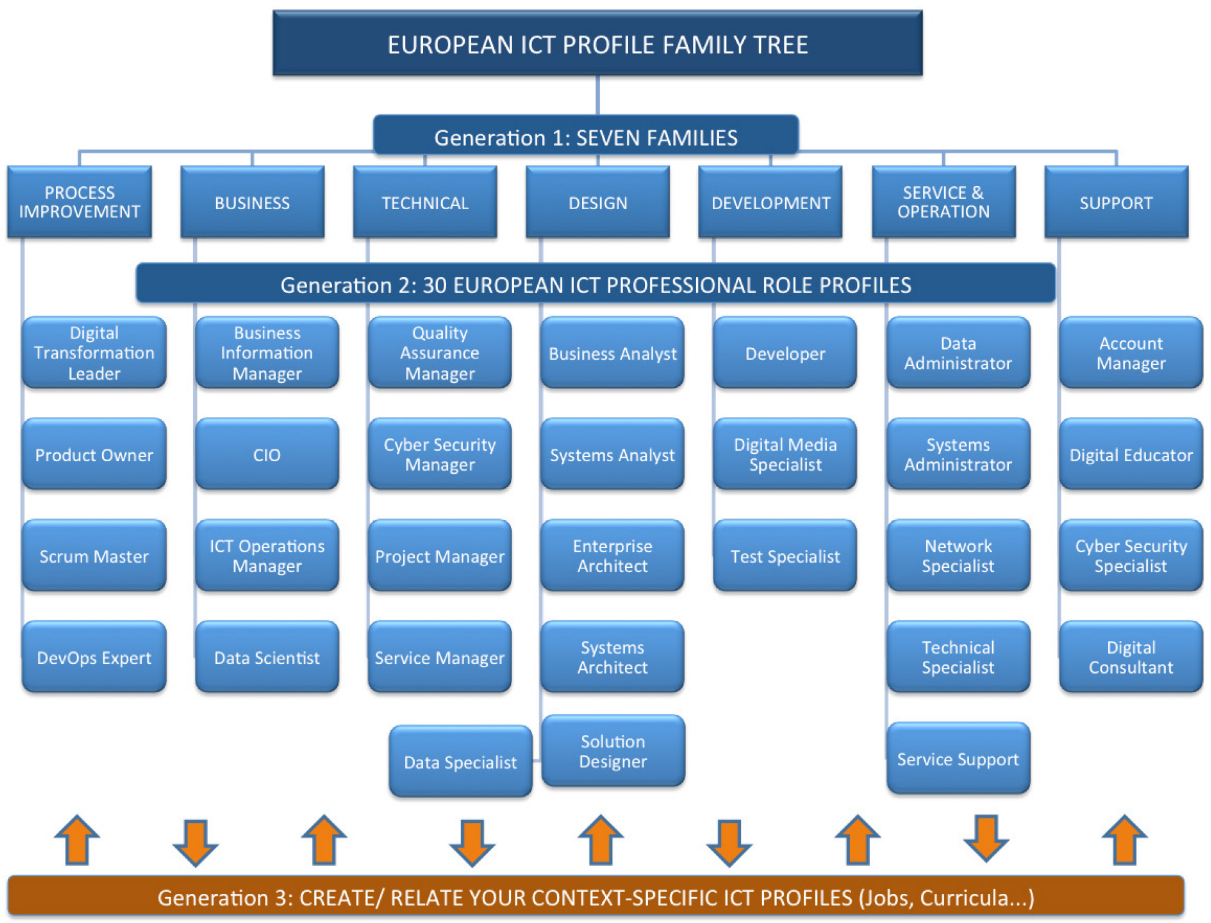 EUROPEAN ICT PROFILE FAMILY TREE
Generation 1: SEVEN FAMILIES
PROCESS
IMPROVEMENT
BUSINESS
TECHNICAL
DESIGN
DEVELOPMENT
SERVICE &
OPERATION
SUPPORT
Generation 2: 30 EUROPEAN ICT PROFESSIONAL ROLE PROFILES
Digital
Transformation
Leader
Business
Information
Manager
Quality
Assurance
Manager
Business Analyst
Developer
Data
Administrator
Account
Manager
Product Owner
CIO
Cyber Security
Manager
Systems Analyst
Digital Media
Specialist
Systems
Administrator
Digital Educator
Scrum Master
ICT Operations
Manager
Project Manager
Enterprise
Architect
Test Specialist
Network
Specialist
Cyber Security
Specialist
DevOps Expert
Data Scientist
Service Manager
Systems
Architect
Technical
Specialist
Digital
Consultant
Data Specialist
Solution
Designer
Service Support
Generation 3: CREATE/ RELATE YOUR CONTEXT-SPECIFIC ICT PROFILES (Jobs, Curricula...)